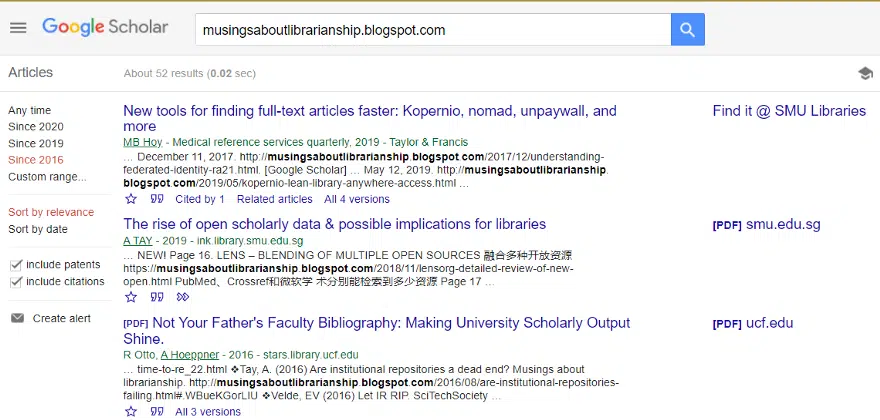 Google Scholar
musingsaboutlibrarianship.blogspot.com
Articles
About 52 results (0.02 sec)
Any time
Since 2020
Since 2019
Since 2016
Custom range...
Sort by relevance
Sort by date
include patents
include citations
Create alert
New tools for finding full-text articles faster: Kopernio, nomad, unpaywall, and
more
MB Hoy - Medical reference services quarterly, 2019 - Taylor & Francis
... December 11, 2017. http://musingsaboutlibrarianship.blogspot.com/2017/12/understanding-
federated-identity-ra21.html. [Google Scholar] ... May 12, 2019. http://musingsaboutlibrarianship.
blogspot.com/2019/05/kopernio-lean-library-anywhere-access.html ...
Cited by 1 Related articles All 4 versions
Find it @ SMU Libraries
The rise of open scholarly data & possible implications for libraries
A TAY - 2019 - ink.library.smu.edu.sg
... NEW! Page 16. LENS – BLENDING OF MULTIPLE OPEN SOURCES 融合多种开放资源
https://musingsaboutlibrarianship.blogspot.com/2018/11/lensorg-detailed-review-of-new-
open.html PubMed、Crossref和微软学 术分别能检索到多少资源 Page 17 ...
[PDF] smu.edu.sg
[PDF] Not Your Father's Faculty Bibliography: Making University Scholarly Output
Shine.
R Otto, A Hoeppner - 2016 - stars.library.ucf.edu
... time-to-re_22.html ❖Tay, A. (2016) Are institutional repositories a dead end? Musings about
librarianship. http://musingsaboutlibrarianship.blogspot.com/2016/08/are-institutional-repositories-
failing.html#.WBueKGorLIU ❖Velde, EV (2016) Let IR RIP. SciTechSociety ...
All 3 versions
[PDF] ucf.edu